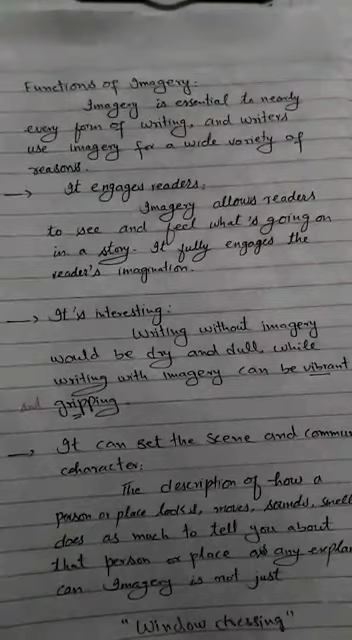 Functions of Imagery.
Imagery is essential to nearly
every form of writing, and writers
use imagery for a wide variety of
reasons.
→ It engages readers:
Imagery allows readers
to see and feel what's going on
in a story. It fully engages the
reader's imagination.
→ It's interesting:
Writing without imagery
would be dry and dull, while
writing with imagery can be vibrant
and gripping.
→ It can set the scene and commun
character:
The description of how a
person or place looks, moves, sounds, smell
does as much to tell you about
that person or place as any explan
can. Imagery is not just
"Window dressing"